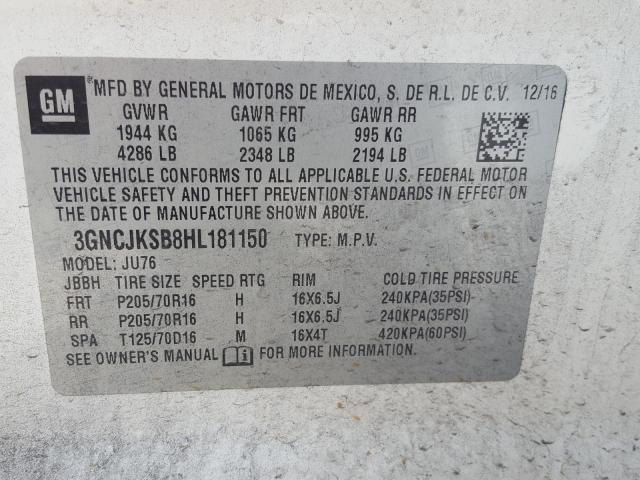 GM ® MFD BY GENERAL MOTORS DE MEXICO, S. DE R.L. DE C.V. 12/16
GVWR GAWR FRT GAWR RR
1944 KG 1065 KG 995 KG
4286 LB 2348 LB 2194 LB
THIS VEHICLE CONFORMS TO ALL APPLICABLE U.S. FEDERAL MOTOR
VEHICLE SAFETY AND THEFT PREVENTION STANDARDS IN EFFECT ON
THE DATE OF MANUFACTURE SHOWN ABOVE.
3GNCJKSB8HL181150 TYPE: M.P.V.
MODEL: JU76
JBBH TIRE SIZE SPEED RTG RIM COLD TIRE PRESSURE
FRT P205/70R16 H 16X6.5J 240KPA(35PSI)
RR P205/70R16 H 16X6.5J 240KPA(35PSI)
SPA T125/70D16 M 16X4T 420KPA(60PSI)
SEE OWNER'S MANUAL i FOR MORE INFORMATION.